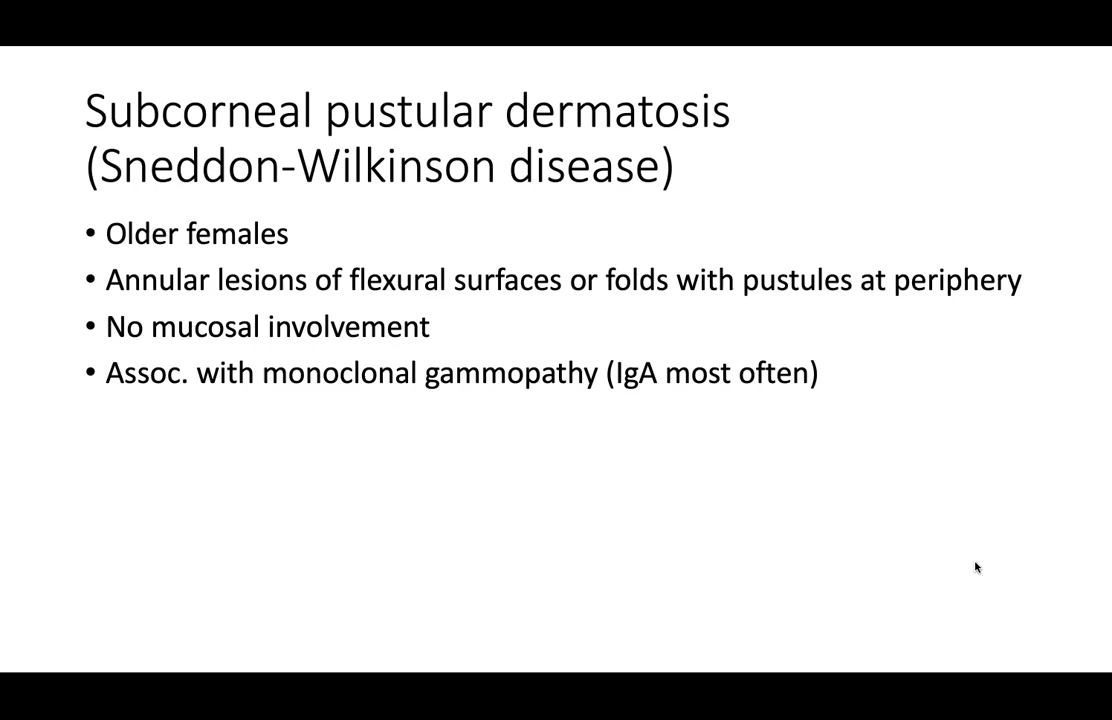 Subcorneal pustular dermatosis
(Sneddon-Wilkinson disease)
• Older females
• Annular lesions of flexural surfaces or folds with pustules at periphery
• No mucosal involvement
• Assoc. with monoclonal gammopathy (IgA most often)